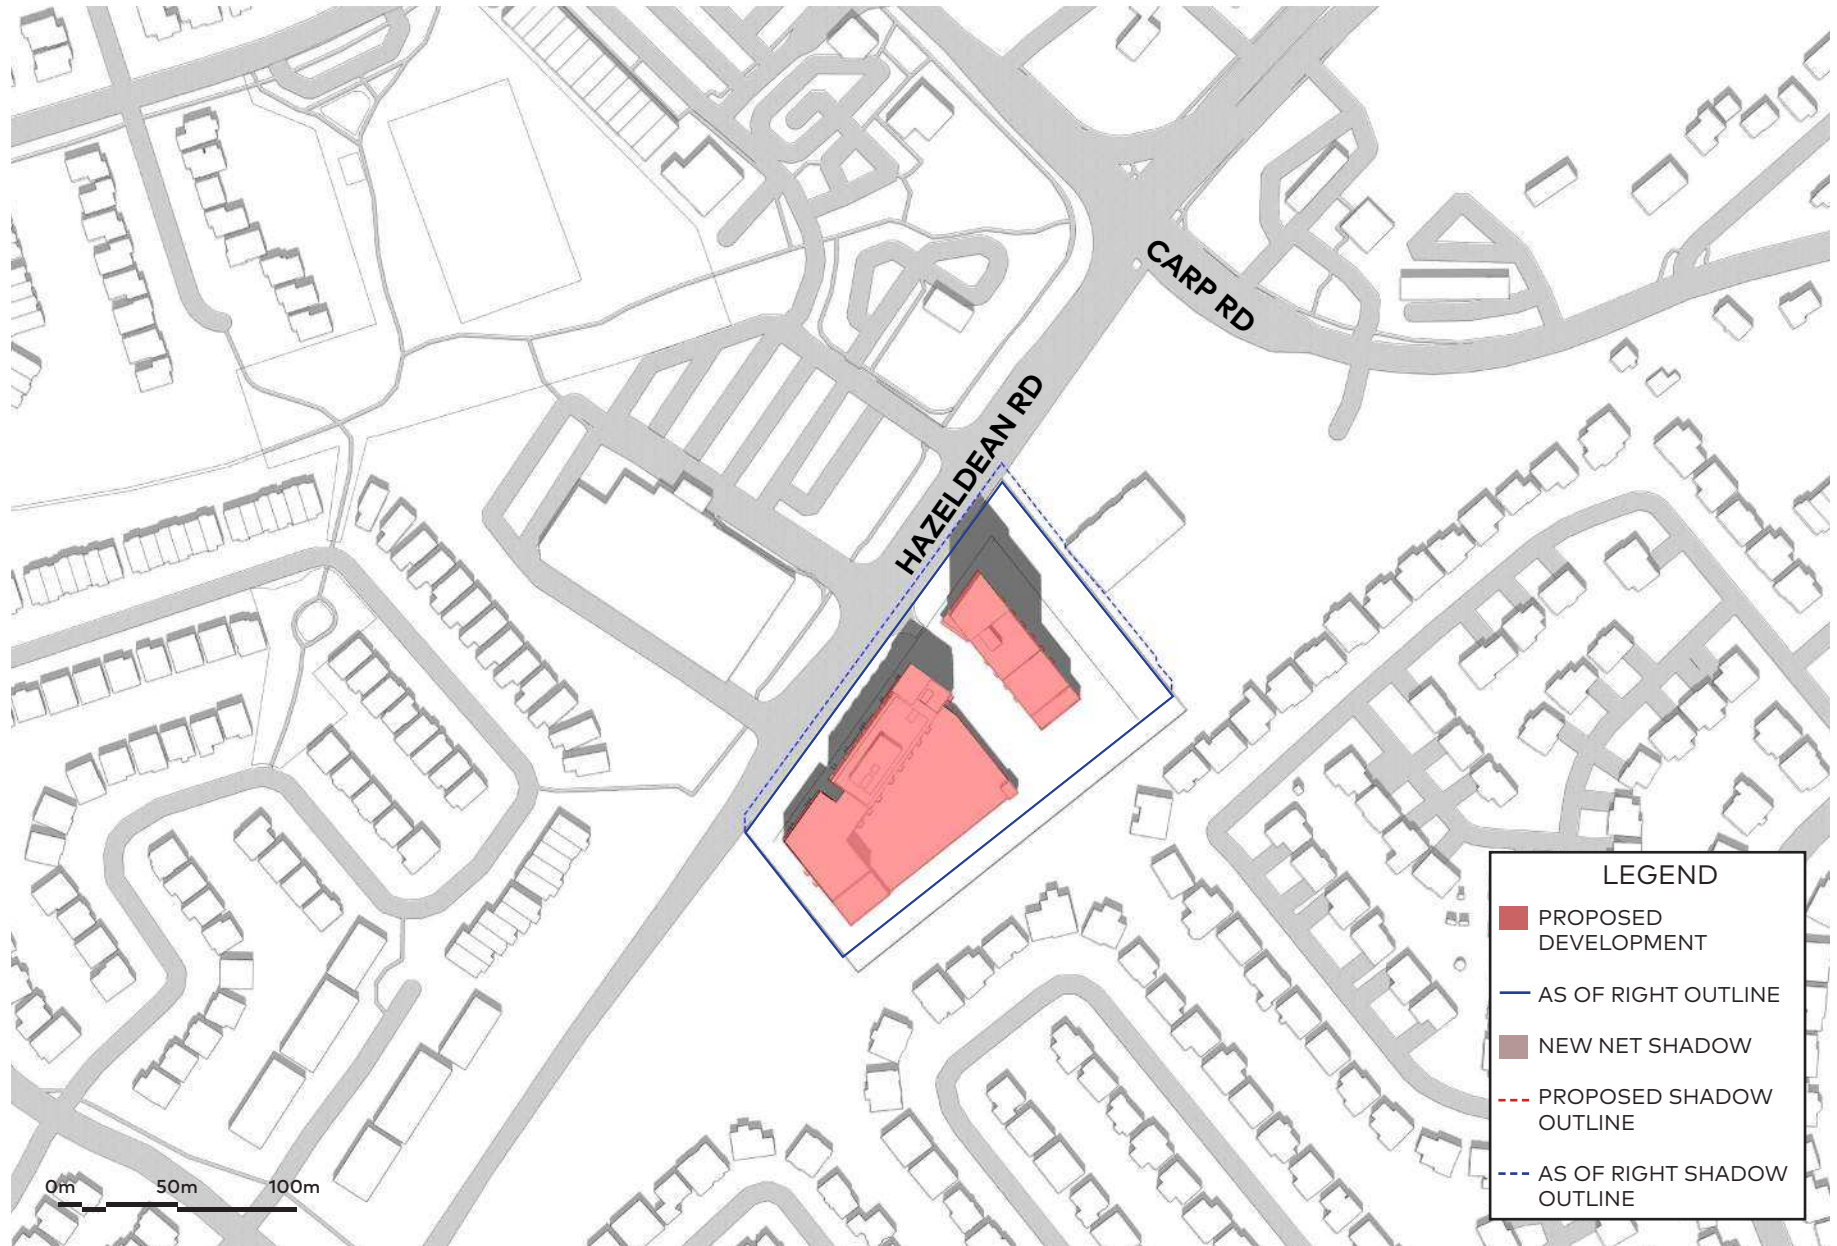 CARP RD
HAZELDEAN RD
LEGEND
PROPOSED
DEVELOPMENT
AS OF RIGHT OUTLINE
NEW NET SHADOW
PROPOSED SHADOW
OUTLINE
AS OF RIGHT SHADOW
OUTLINE
0m 50m 100m